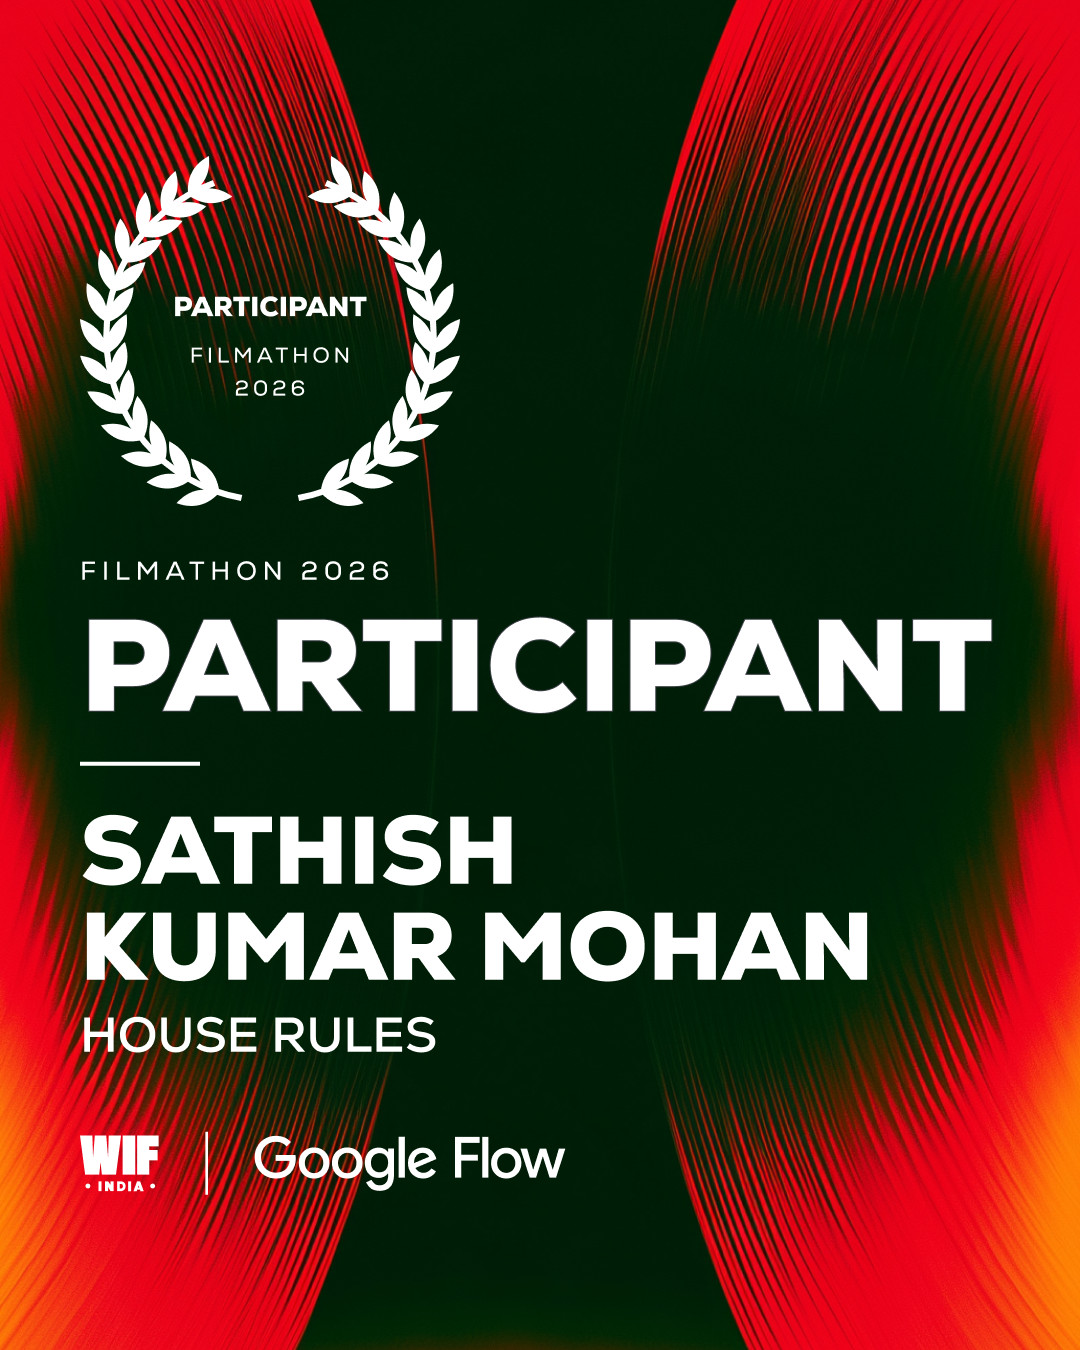 PARTICIPANT
FILMATHON
2026
FILMATHON 2026
PARTICIPANT
SATHISH
KUMAR MOHAN
HOUSE RULES
WIF
• INDIA •
Google Flow